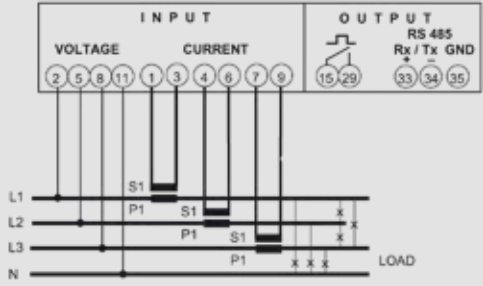 INPUT
OUTPUT
VOLTAGE
CURRENT
RS 485
Rx / Tx GND
+ –
2 5 8 11 1 3 4 6 7 9
15 29 33 34 35
S1
L1
P1
S1
L2
P1
S1
L3
P1
LOAD
N